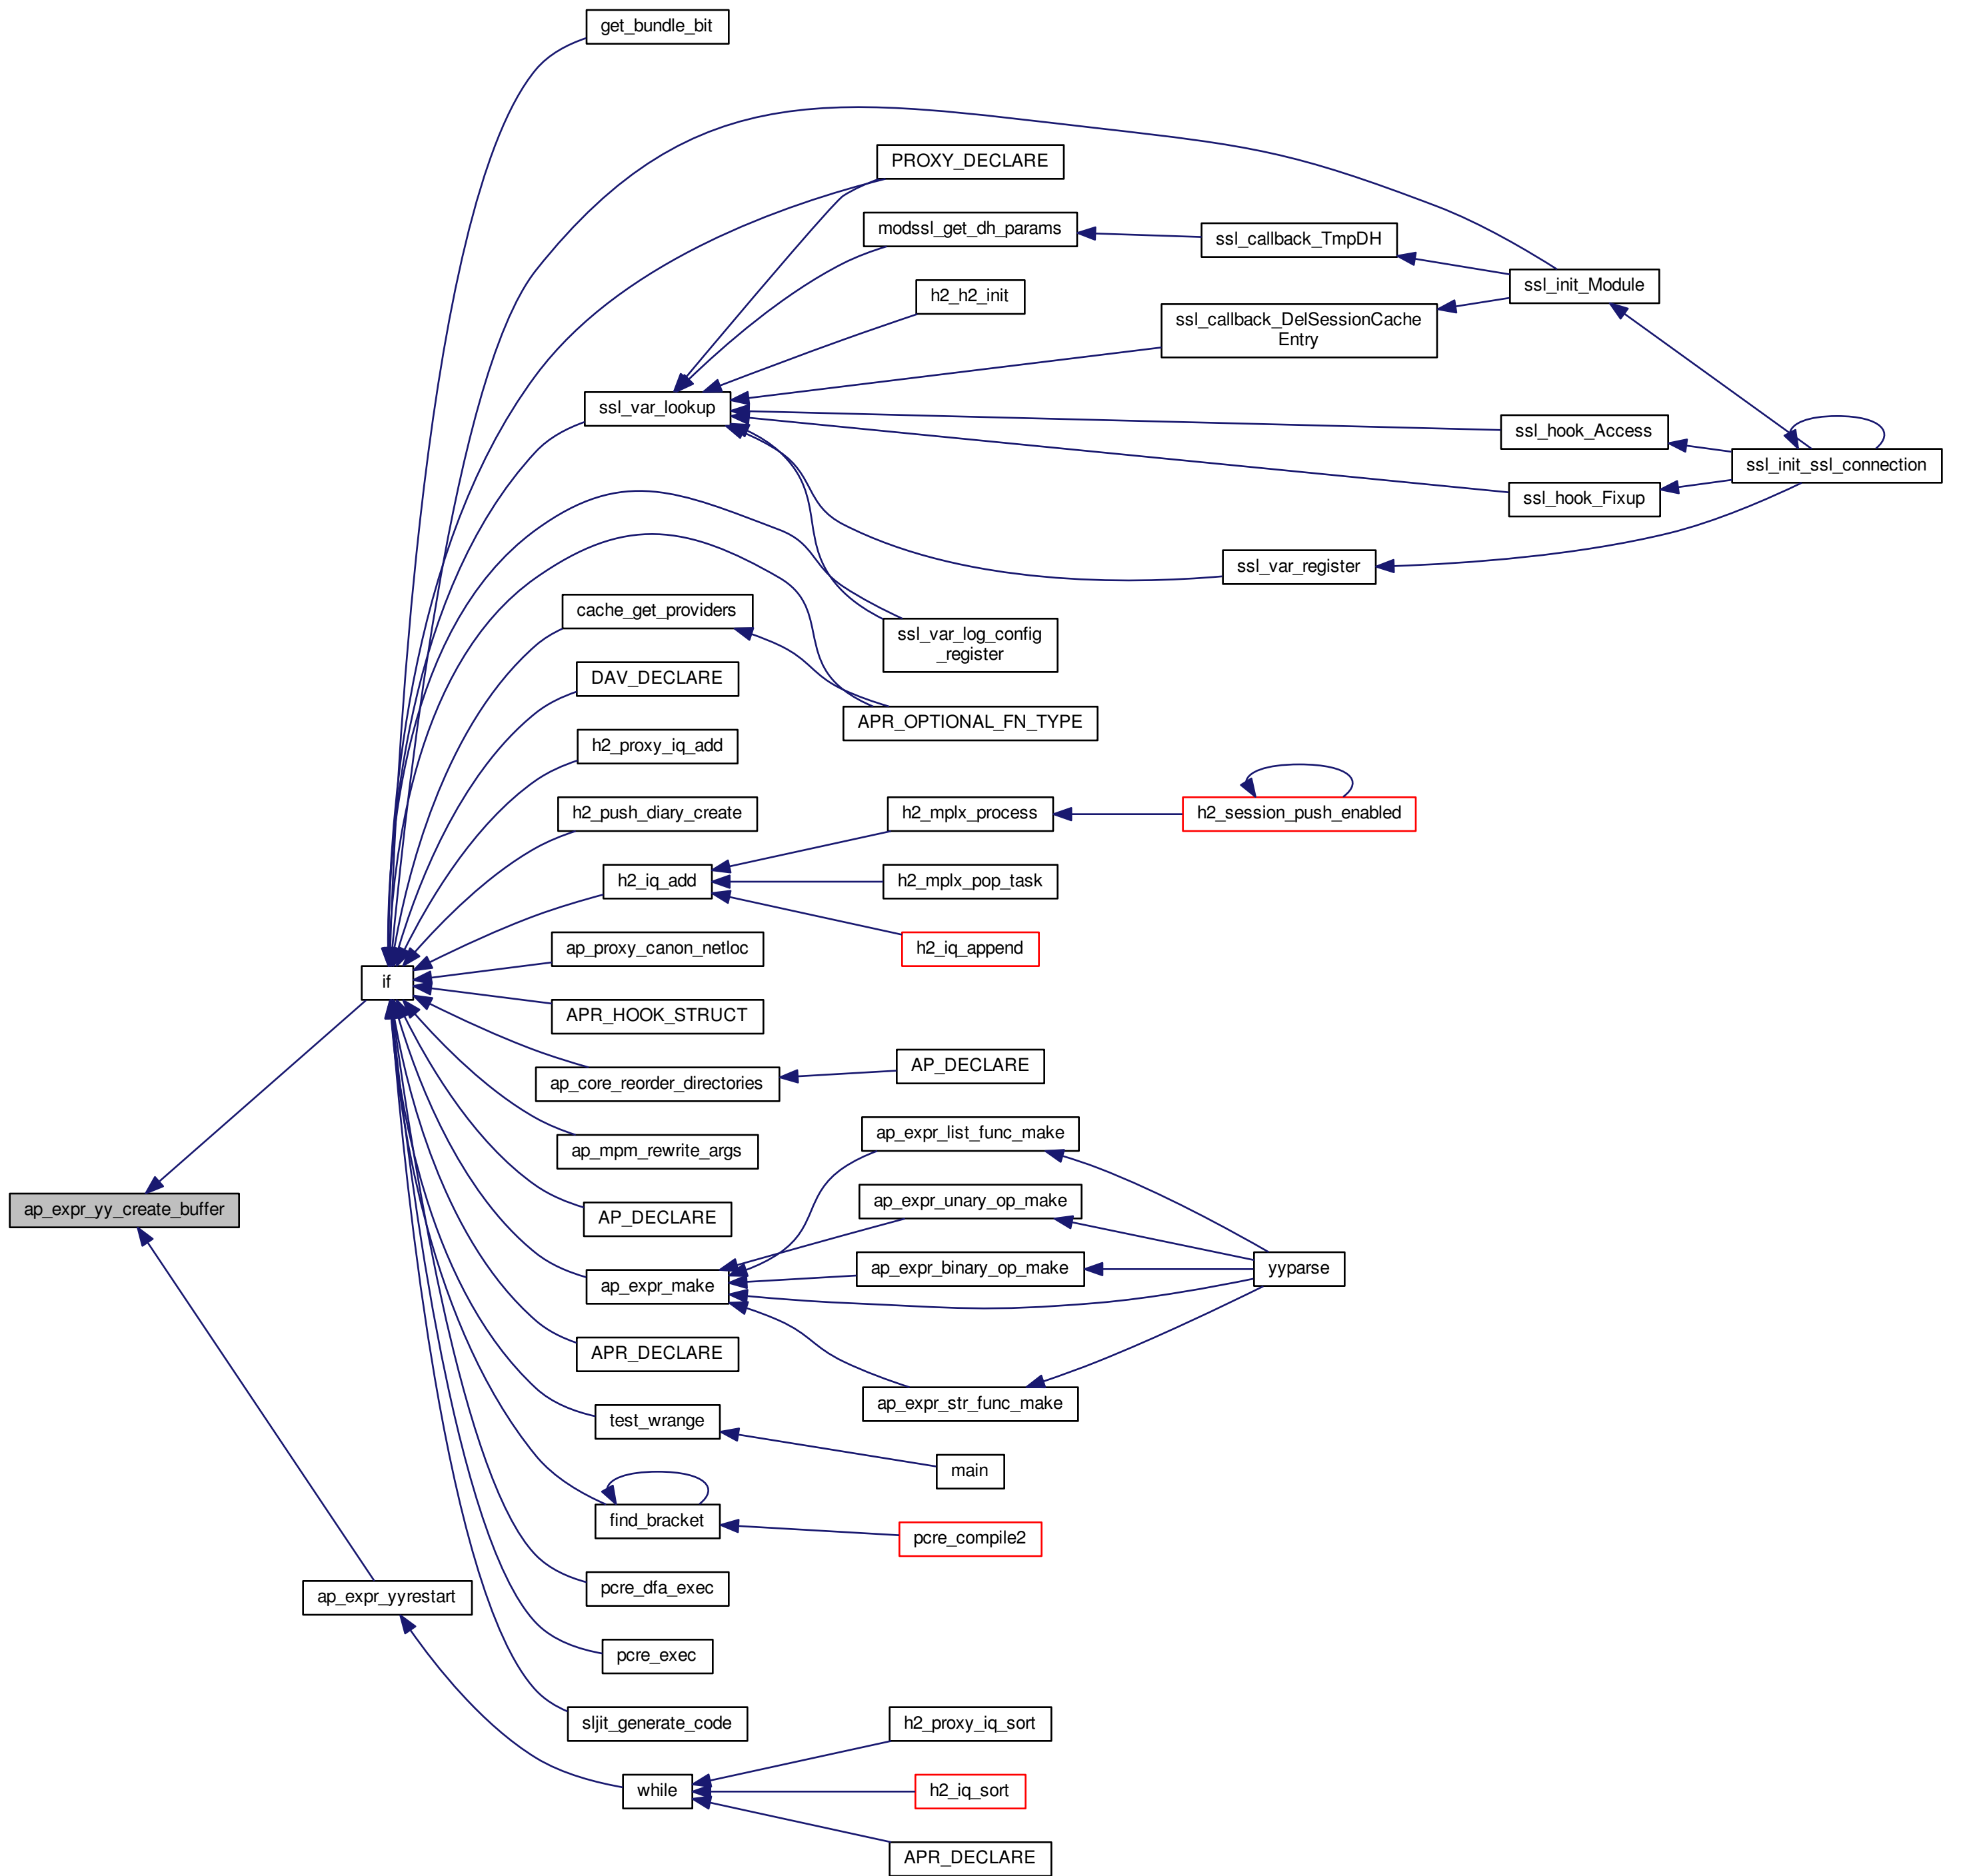 get_bundle_bit
PROXY_DECLARE
modssl_get_dh_params
ssl_callback_TmpDH
ssl_init_Module
h2_h2_init
ssl_callback_DelSessionCache
Entry
ssl_var_lookup
ssl_hook_Access
ssl_init_ssl_connection
ssl_hook_Fixup
ssl_var_register
cache_get_providers
ssl_var_log_config
_register
DAV_DECLARE
APR_OPTIONAL_FN_TYPE
h2_proxy_iq_add
h2_push_diary_create
h2_mplx_process
h2_session_push_enabled
h2_iq_add
h2_mplx_pop_task
ap_proxy_canon_netloc
h2_iq_append
if
APR_HOOK_STRUCT
ap_core_reorder_directories
AP_DECLARE
ap_expr_list_func_make
ap_mpm_rewrite_args
ap_expr_unary_op_make
ap_expr_yy_create_buffer
AP_DECLARE
ap_expr_binary_op_make
yyparse
ap_expr_make
APR_DECLARE
ap_expr_str_func_make
test_wrange
main
find_bracket
pcre_compile2
pcre_dfa_exec
ap_expr_yyrestart
pcre_exec
sljit_generate_code
h2_proxy_iq_sort
while
h2_iq_sort
APR_DECLARE